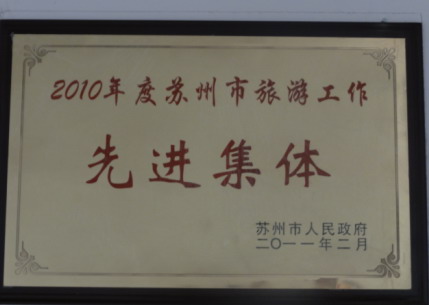 2010年度苏州市旅游工作
先进集体
苏州市人民政府
二〇一一年二月